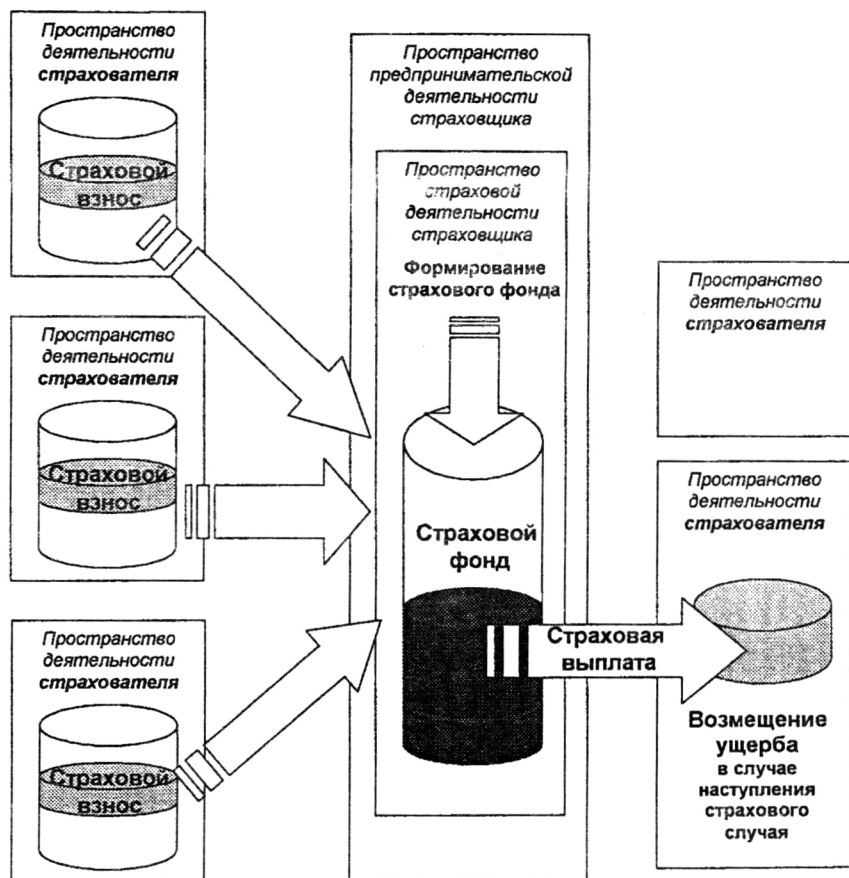 Пространство
деятельности
страхователя
Страховой
взнос
Пространство
деятельности
страхователя
Страховой
взнос
Пространство
деятельности
страхователя
Страховой
взнос
Пространство
предпринимательской
деятельности
страховщика
Пространство
страховой
деятельности
страховщика
Формирование
страхового фонда
Страховой
фонд
Страховая
выплата
Пространство
деятельности
страхователя
Пространство
деятельности
страхователя
Возмещение
ущерба
в случае
наступления
страхового
случая